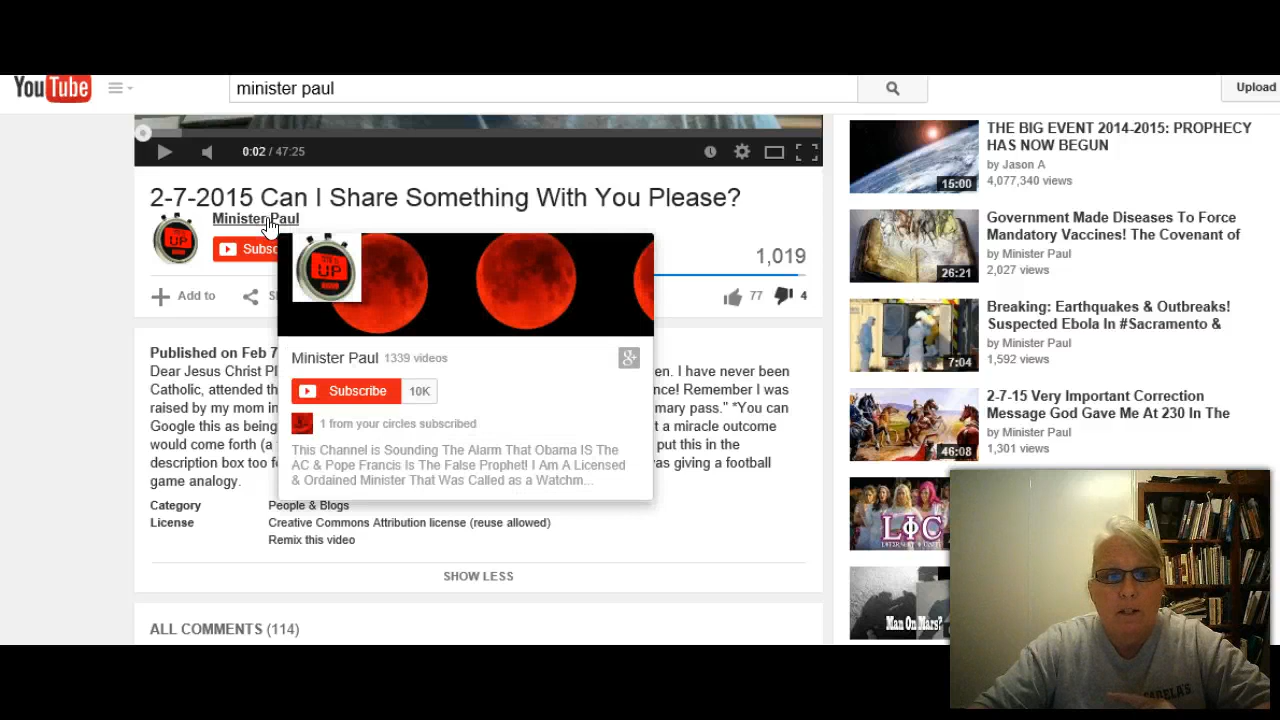 YouTube
minister paul
Upload
0:02 / 47:25
2-7-2015 Can I Share Something With You Please?
Minister Paul
UP
Subsc
1,019
Add to
77
4
UP
Minister Paul 1339 videos
Subscribe 10K
1 from your circles subscribed
This Channel is Sounding The Alarm That Obama IS The
AC & Pope Francis Is The False Prophet! I Am A Licensed
& Ordained Minister That Was Called as a Watchm...
Published on Feb 7
Dear Jesus Christ Pl en. I have never been
Catholic, attended th nce! Remember I was
raised by my mom in mary pass." "You can
Google this as being t a miracle outcome
would come forth (a put this in the
description box too fo was giving a football
game analogy.
Category People & Blogs
License Creative Commons Attribution license (reuse allowed)
Remix this video
SHOW LESS
ALL COMMENTS (114)
15:00
THE BIG EVENT 2014-2015: PROPHECY
HAS NOW BEGUN
by Jason A
4,077,340 views
26:21
Government Made Diseases To Force
Mandatory Vaccines! The Covenant of
by Minister Paul
2,027 views
7:04
Breaking: Earthquakes & Outbreaks!
Suspected Ebola In #Sacramento &
by Minister Paul
1,592 views
46:08
2-7-15 Very Important Correction
Message God Gave Me At 230 In The
by Minister Paul
1,301 views
LΦC
Man On Mars?